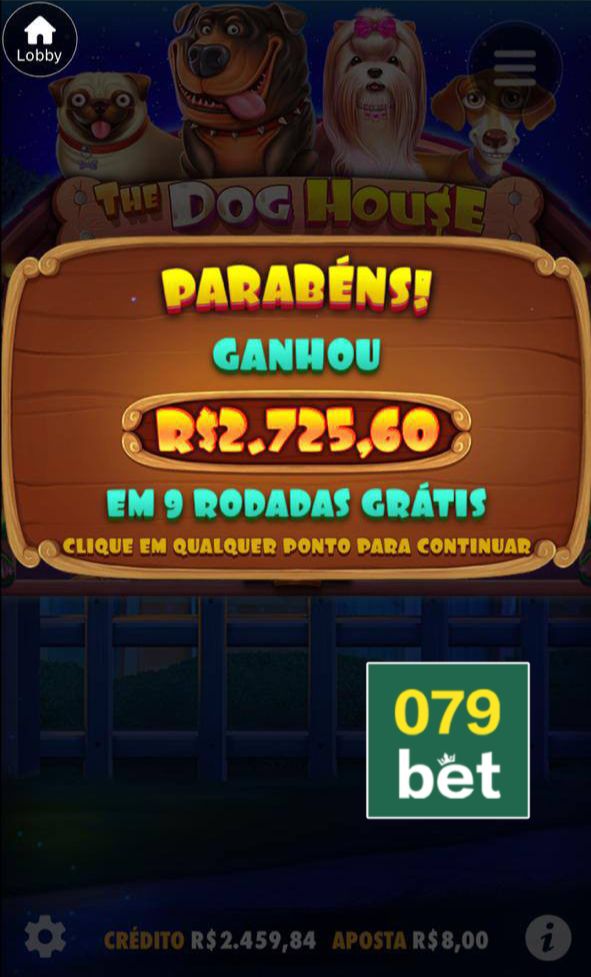 Lobby
THE DOG HOU$E
PARABÉNS!
GANHOU
R$2.725,60
EM 9 RODADAS GRÁTIS
CLIQUE EM QUALQUER PONTO PARA CONTINUAR
079
bet
CRÉDITO R$2.459,84 APOSTA R$8,00